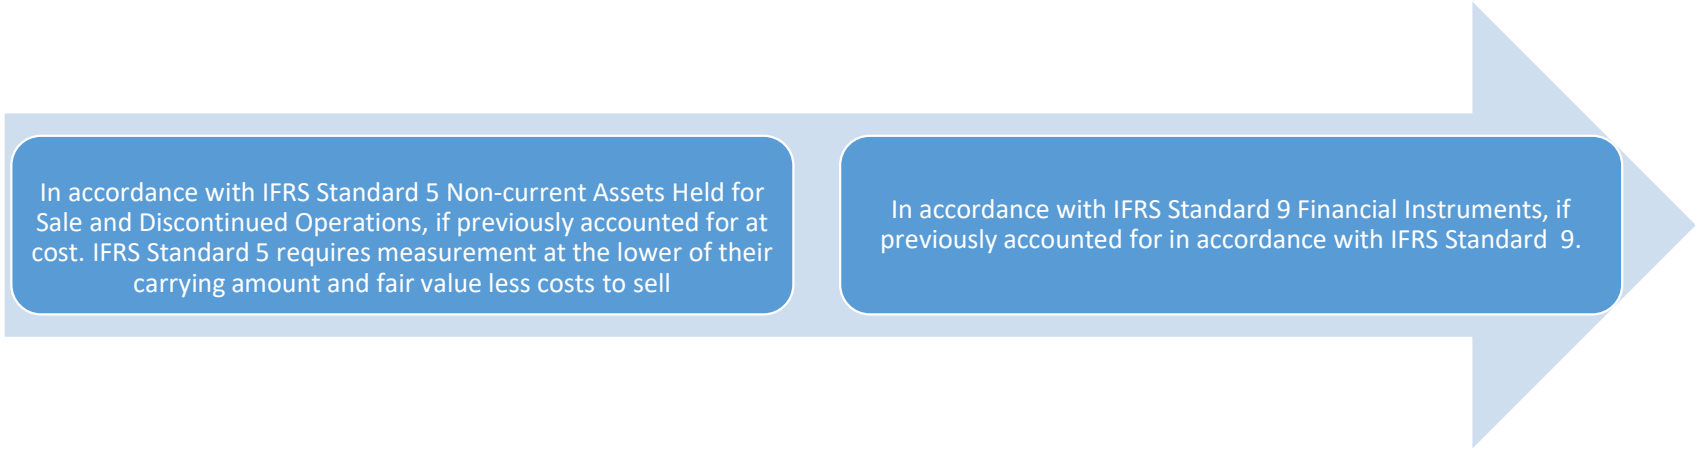 In accordance with IFRS Standard 5 Non-current Assets Held for
Sale and Discontinued Operations, if previously accounted for at
cost. IFRS Standard 5 requires measurement at the lower of their
carrying amount and fair value less costs to sell
In accordance with IFRS Standard 9 Financial Instruments, if
previously accounted for in accordance with IFRS Standard  9.